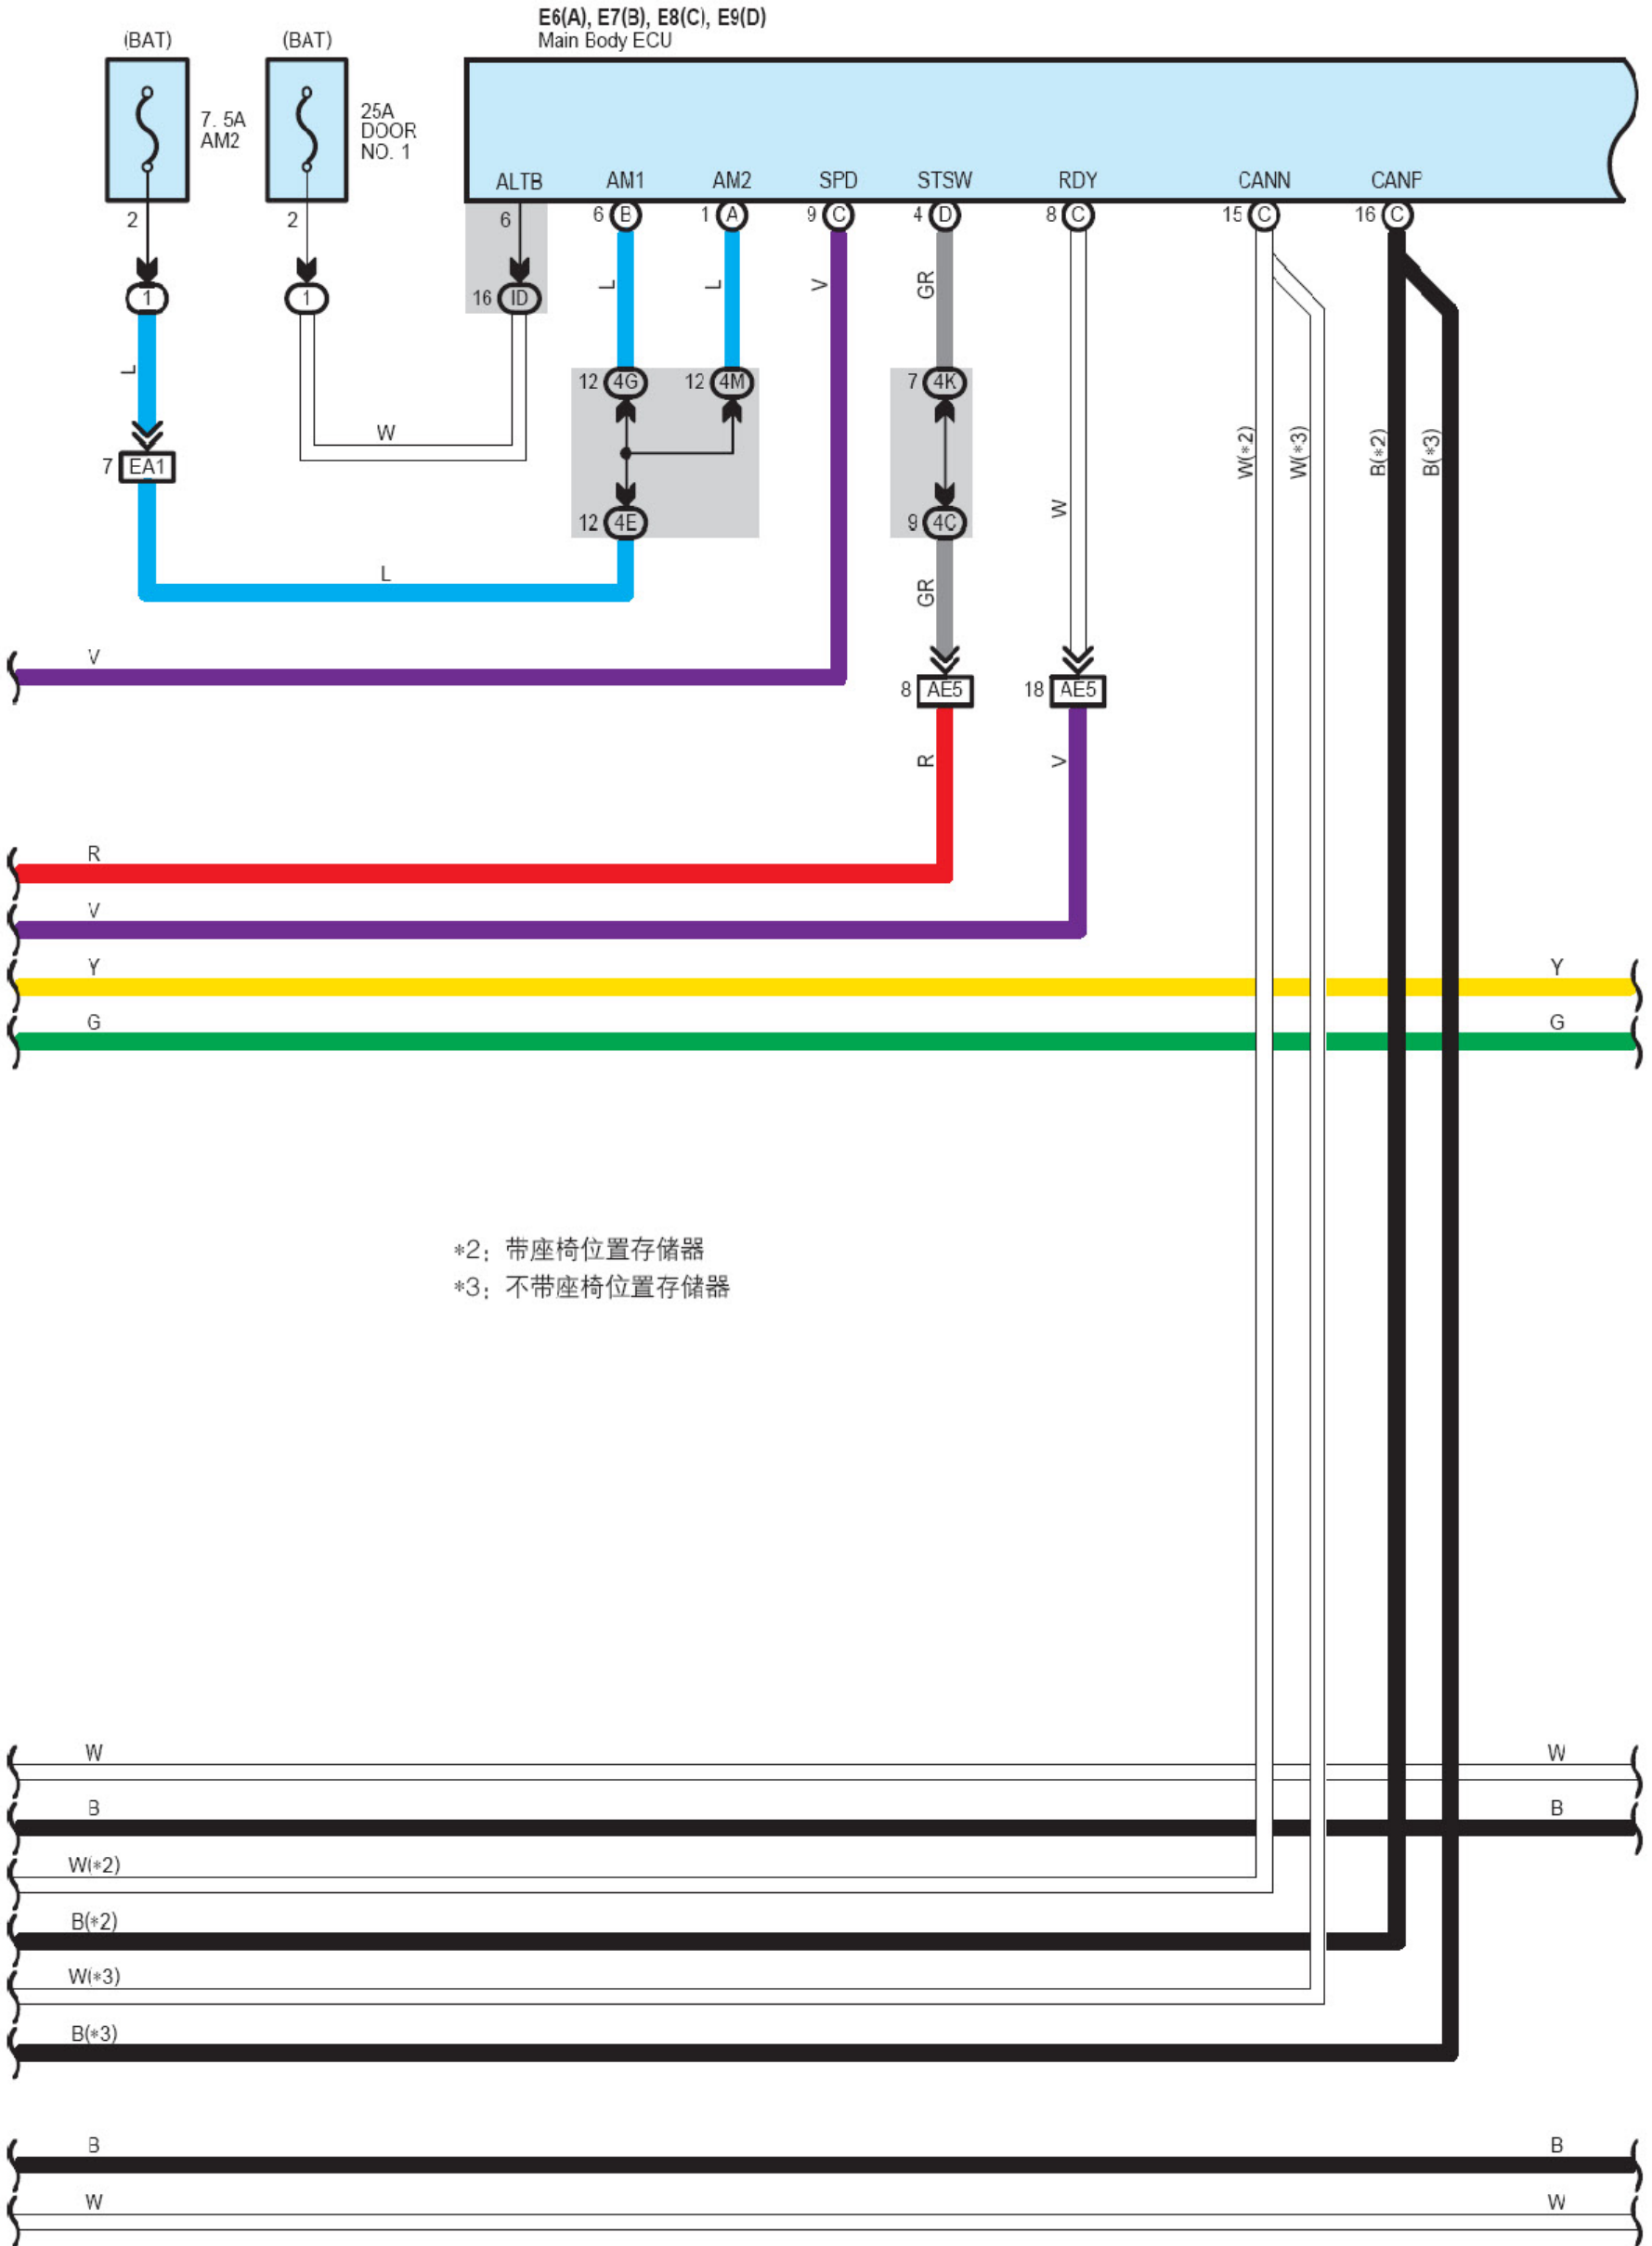 E6(A), E7(B), E8(C), E9(D)
Main Body ECU
(BAT)
(BAT)
7. 5A
AM2
25A
DOOR
NO. 1
ALTB AM1 AM2 SPD STSW RDY CANN CANP
2
2
6
6 B
1 A
9 C
4 D
8 C
15 C
16 C
1
1
16 ID
L
L
L
V
GR
12 4G
12 4M
7 4K
W
W(*2)
W(*3)
B(*2)
B(*3)
7 EA1
W
12 4E
9 4C
L
GR
V
8 AE5
18 AE5
R
V
R
V
Y
Y
G
G
*2: 带座椅位置存储器
*3: 不带座椅位置存储器
W
W
B
B
W(*2)
B(*2)
W(*3)
B(*3)
B
B
W
W